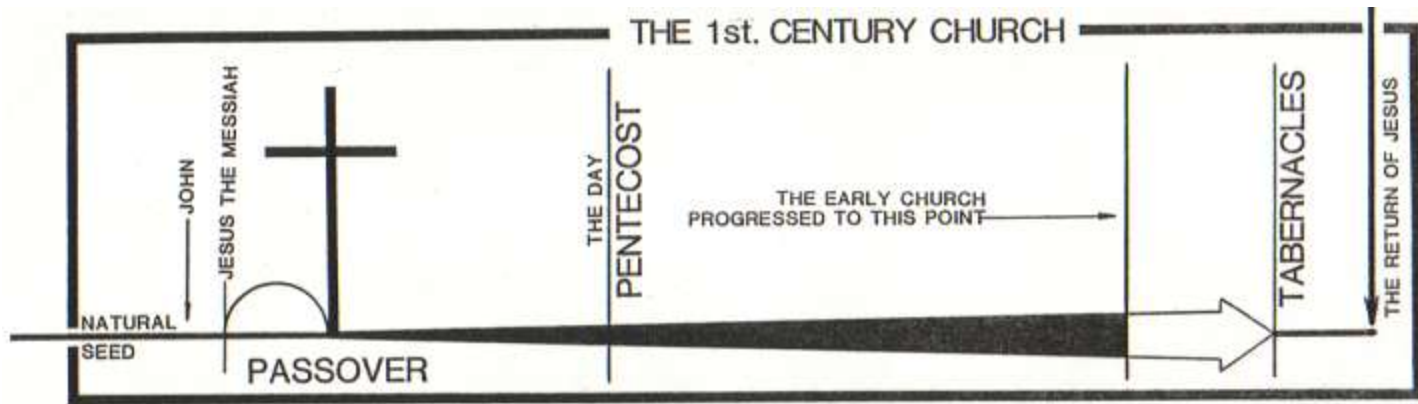 THE 1st. CENTURY CHURCH
JOHN
JESUS THE MESSIAH
THE DAY
PENTECOST
THE EARLY CHURCH
PROGRESSED TO THIS POINT
TABERNACLES
THE RETURN OF JESUS
NATURAL
SEED
PASSOVER